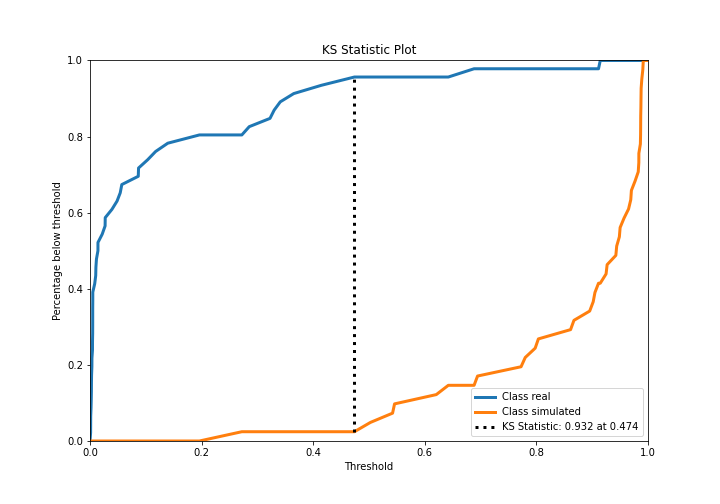 KS Statistic Plot
1.0
0.8
0.6
0.4
0.2
0.0
Percentage below threshold
0.0
0.2
0.4
0.6
0.8
1.0
Threshold
Class real
Class simulated
KS Statistic: 0.932 at 0.474